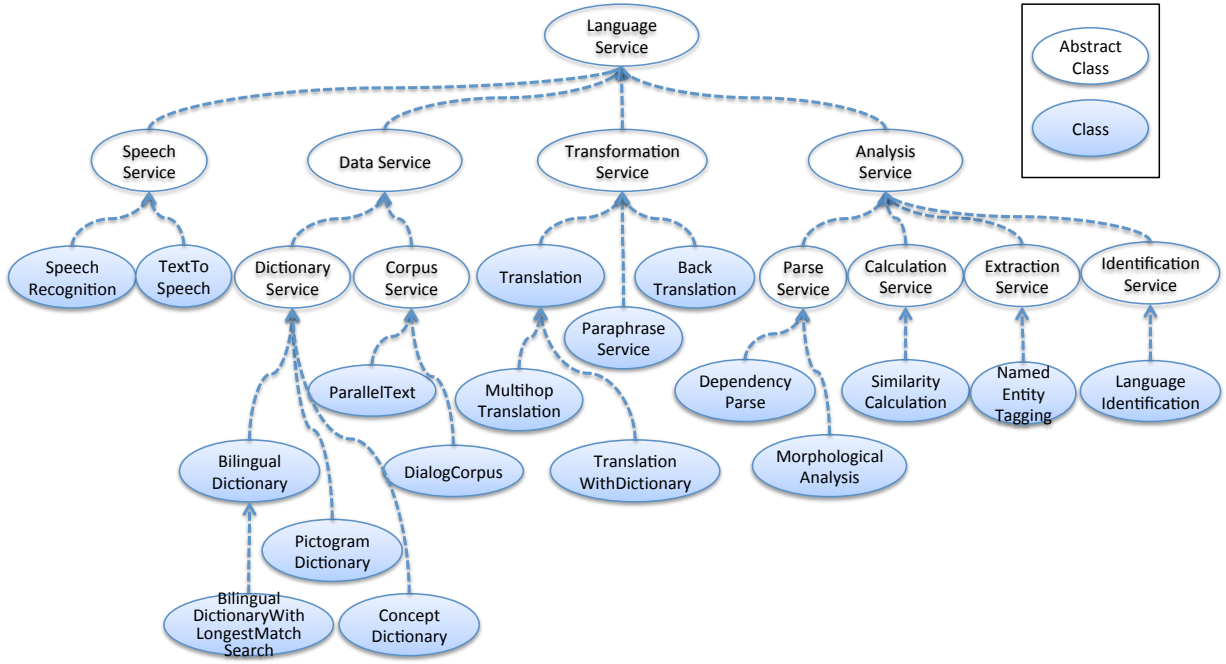 Language
Service
Abstract
Class
Class
Speech
Service
Data Service
Transformation
Service
Analysis
Service
Speech
Recognition
TextTo
Speech
Dictionary
Service
Corpus
Service
Translation
Back
Translation
Parse
Service
Calculation
Service
Extraction
Service
Identification
Service
Paraphrase
Service
ParallelText
Multihop
Translation
Dependency
Parse
Similarity
Calculation
Named
Entity
Tagging
Language
Identification
Bilingual
Dictionary
DialogCorpus
Translation
WithDictionary
Morphological
Analysis
Pictogram
Dictionary
Bilingual
DictionaryWith
LongestMatch
Search
Concept
Dictionary